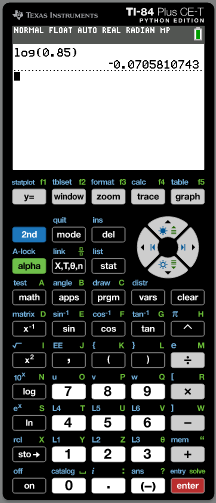 TEXAS INSTRUMENTS TI-84 Plus CE-T
PYTHON EDITION
NORMAL FLOAT AUTO REAL RADIAN MP
log(0.85)
-0.0705810743
statplot f1 tblset f2 format f3 calc f4 table f5
y= window zoom trace graph
quit ins
2nd mode del
A-lock link list
alpha X,T,θ,n stat
test A angle B draw C distr
math apps prgm vars clear
matrix D sin⁻¹ E cos⁻¹ F tan⁻¹ G π H
x⁻¹ sin cos tan ^
√ I EE J { K } L e M
x² , ( ) ÷
10ˣ N u O v P w Q [ R
log 7 8 9 ×
eˣ S L4 T L5 U L6 V ] W
ln 4 5 6 −
rcl X L1 Y L2 Z L3 θ mem "
sto→ 1 2 3 +
off catalog ␣ i : ans ? entry solve
on 0 . (−) enter